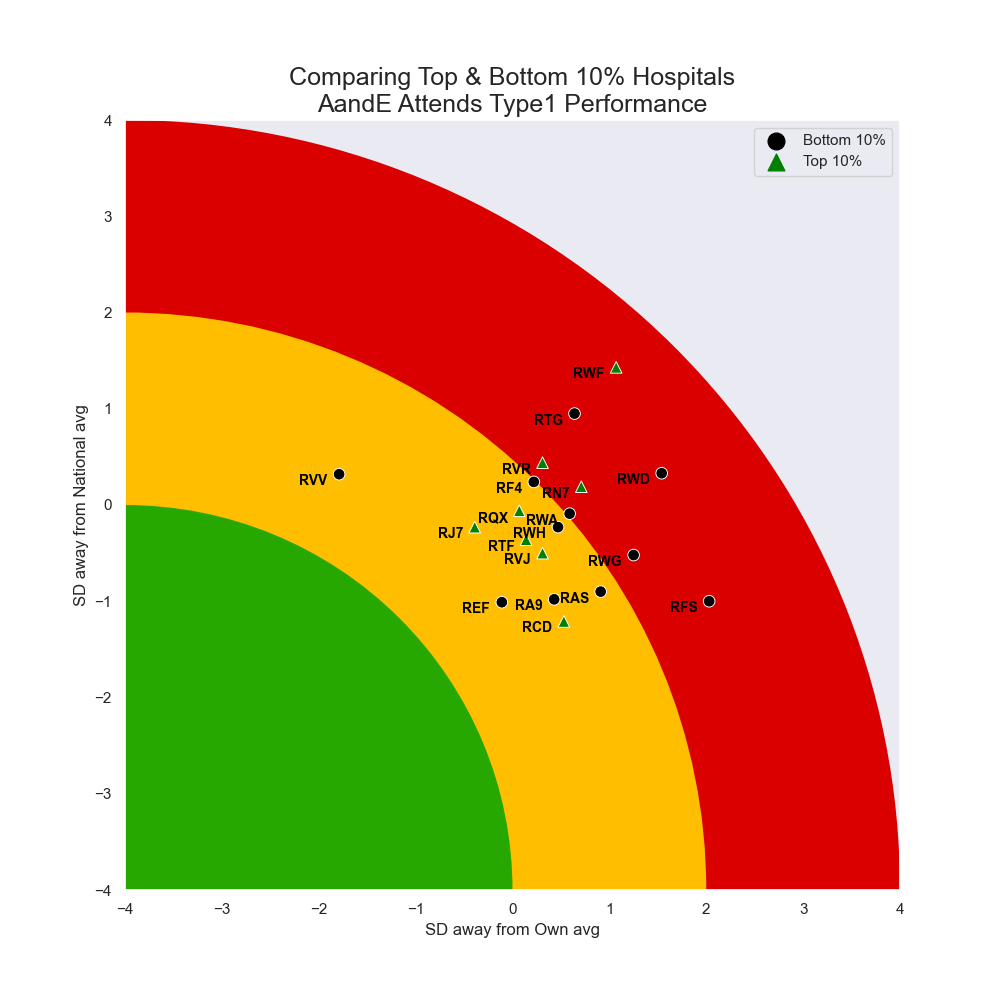 Comparing Top & Bottom 10% Hospitals
AandE Attends Type1 Performance
Bottom 10%
Top 10%
4
3
2
1
0
−1
−2
−3
−4
SD away from National avg
RWF
RTG
RVR
RWD
RVV
RF4
RN7
RQX
RWA
RJ7
RWH
RTF
RVJ
RWG
RAS
REF
RA9
RFS
RCD
−4
−3
−2
−1
0
1
2
3
4
SD away from Own avg